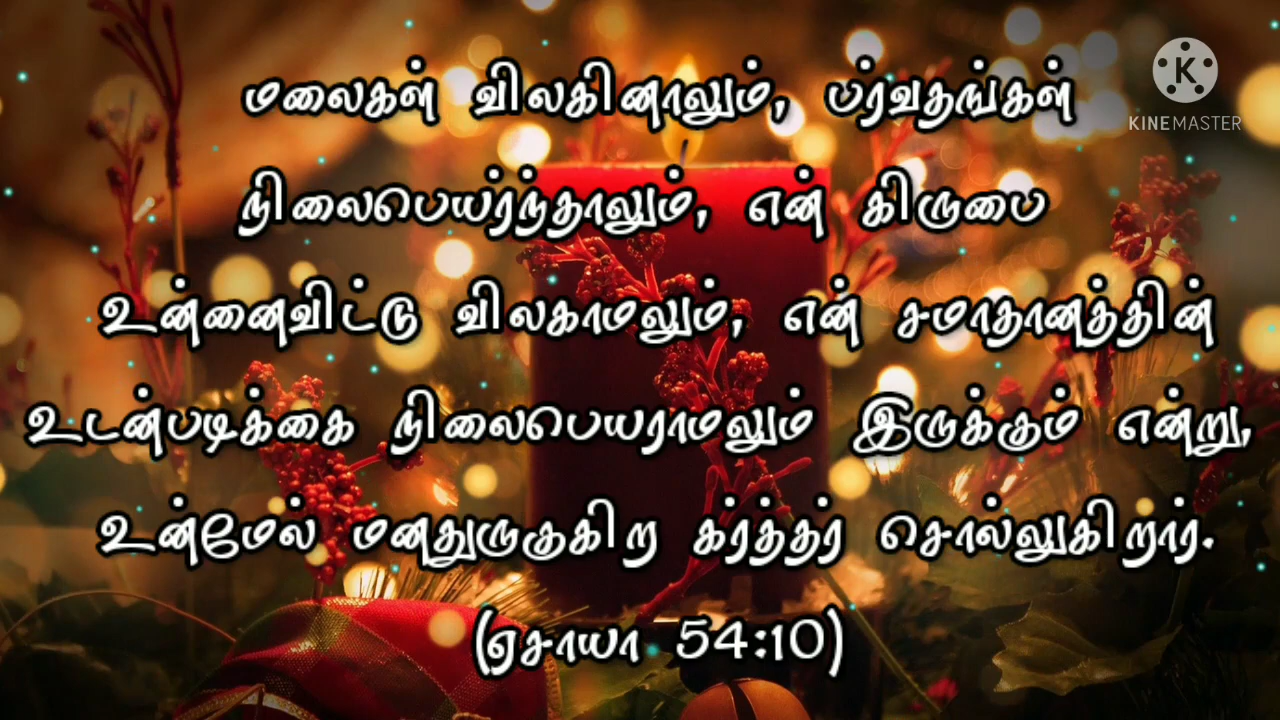 மலைகள் விலகினாலும், பர்வதங்கள்
KINEMASTER
நிலைபெயர்ந்தாலும், என் கிருபை
உன்னைவிட்டு விலகாமலும், என் சமாதானத்தின்
உடன்படிக்கை நிலைபெயராமலும் இருக்கும் என்று,
உன்மேல் மனதுருகுகிற கர்த்தர் சொல்லுகிறார்.
(ஏசாயா 54:10)